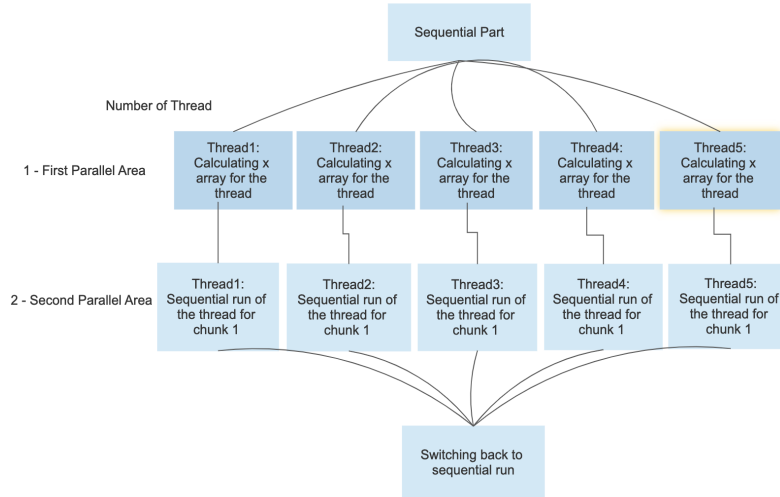 Sequential Part
Number of Thread
1 - First Parallel Area
Thread1:
Calculating x
array for the
thread
Thread2:
Calculating x
array for the
thread
Thread3:
Calculating x
array for the
thread
Thread4:
Calculating x
array for the
thread
Thread5:
Calculating x
array for the
thread
2 - Second Parallel Area
Thread1:
Sequential run of
the thread for
chunk 1
Thread2:
Sequential run of
the thread for
chunk 1
Thread3:
Sequential run of
the thread for
chunk 1
Thread4:
Sequential run of
the thread for
chunk 1
Thread5:
Sequential run of
the thread for
chunk 1
Switching back to
sequential run